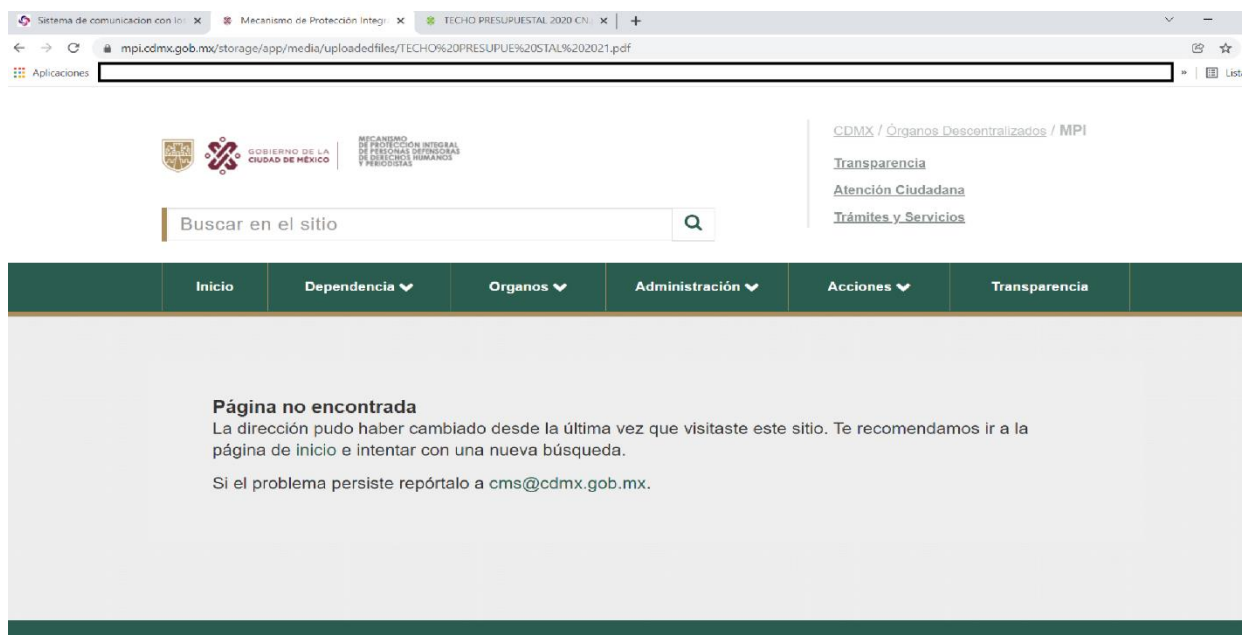 Sistema de comunicacion con lo
Mecanismo de Protección Integr
TECHO PRESUPUESTAL 2020 CN
mpi.cdmx.gob.mx/storage/app/media/uploadedfiles/TECHO%20PRESUPUE%20STAL%202021.pdf
Aplicaciones
» List
GOBIERNO DE LA
CIUDAD DE MÉXICO
MECANISMO
DE PROTECCIÓN INTEGRAL
DE PERSONAS DEFENSORAS
DE DERECHOS HUMANOS
Y PERIODISTAS
CDMX / Órganos Descentralizados / MPI
Transparencia
Atención Ciudadana
Trámites y Servicios
Buscar en el sitio
Inicio Dependencia Organos Administración Acciones Transparencia
Página no encontrada
La dirección pudo haber cambiado desde la última vez que visitaste este sitio. Te recomendamos ir a la
página de inicio e intentar con una nueva búsqueda.
Si el problema persiste repórtalo a cms@cdmx.gob.mx.